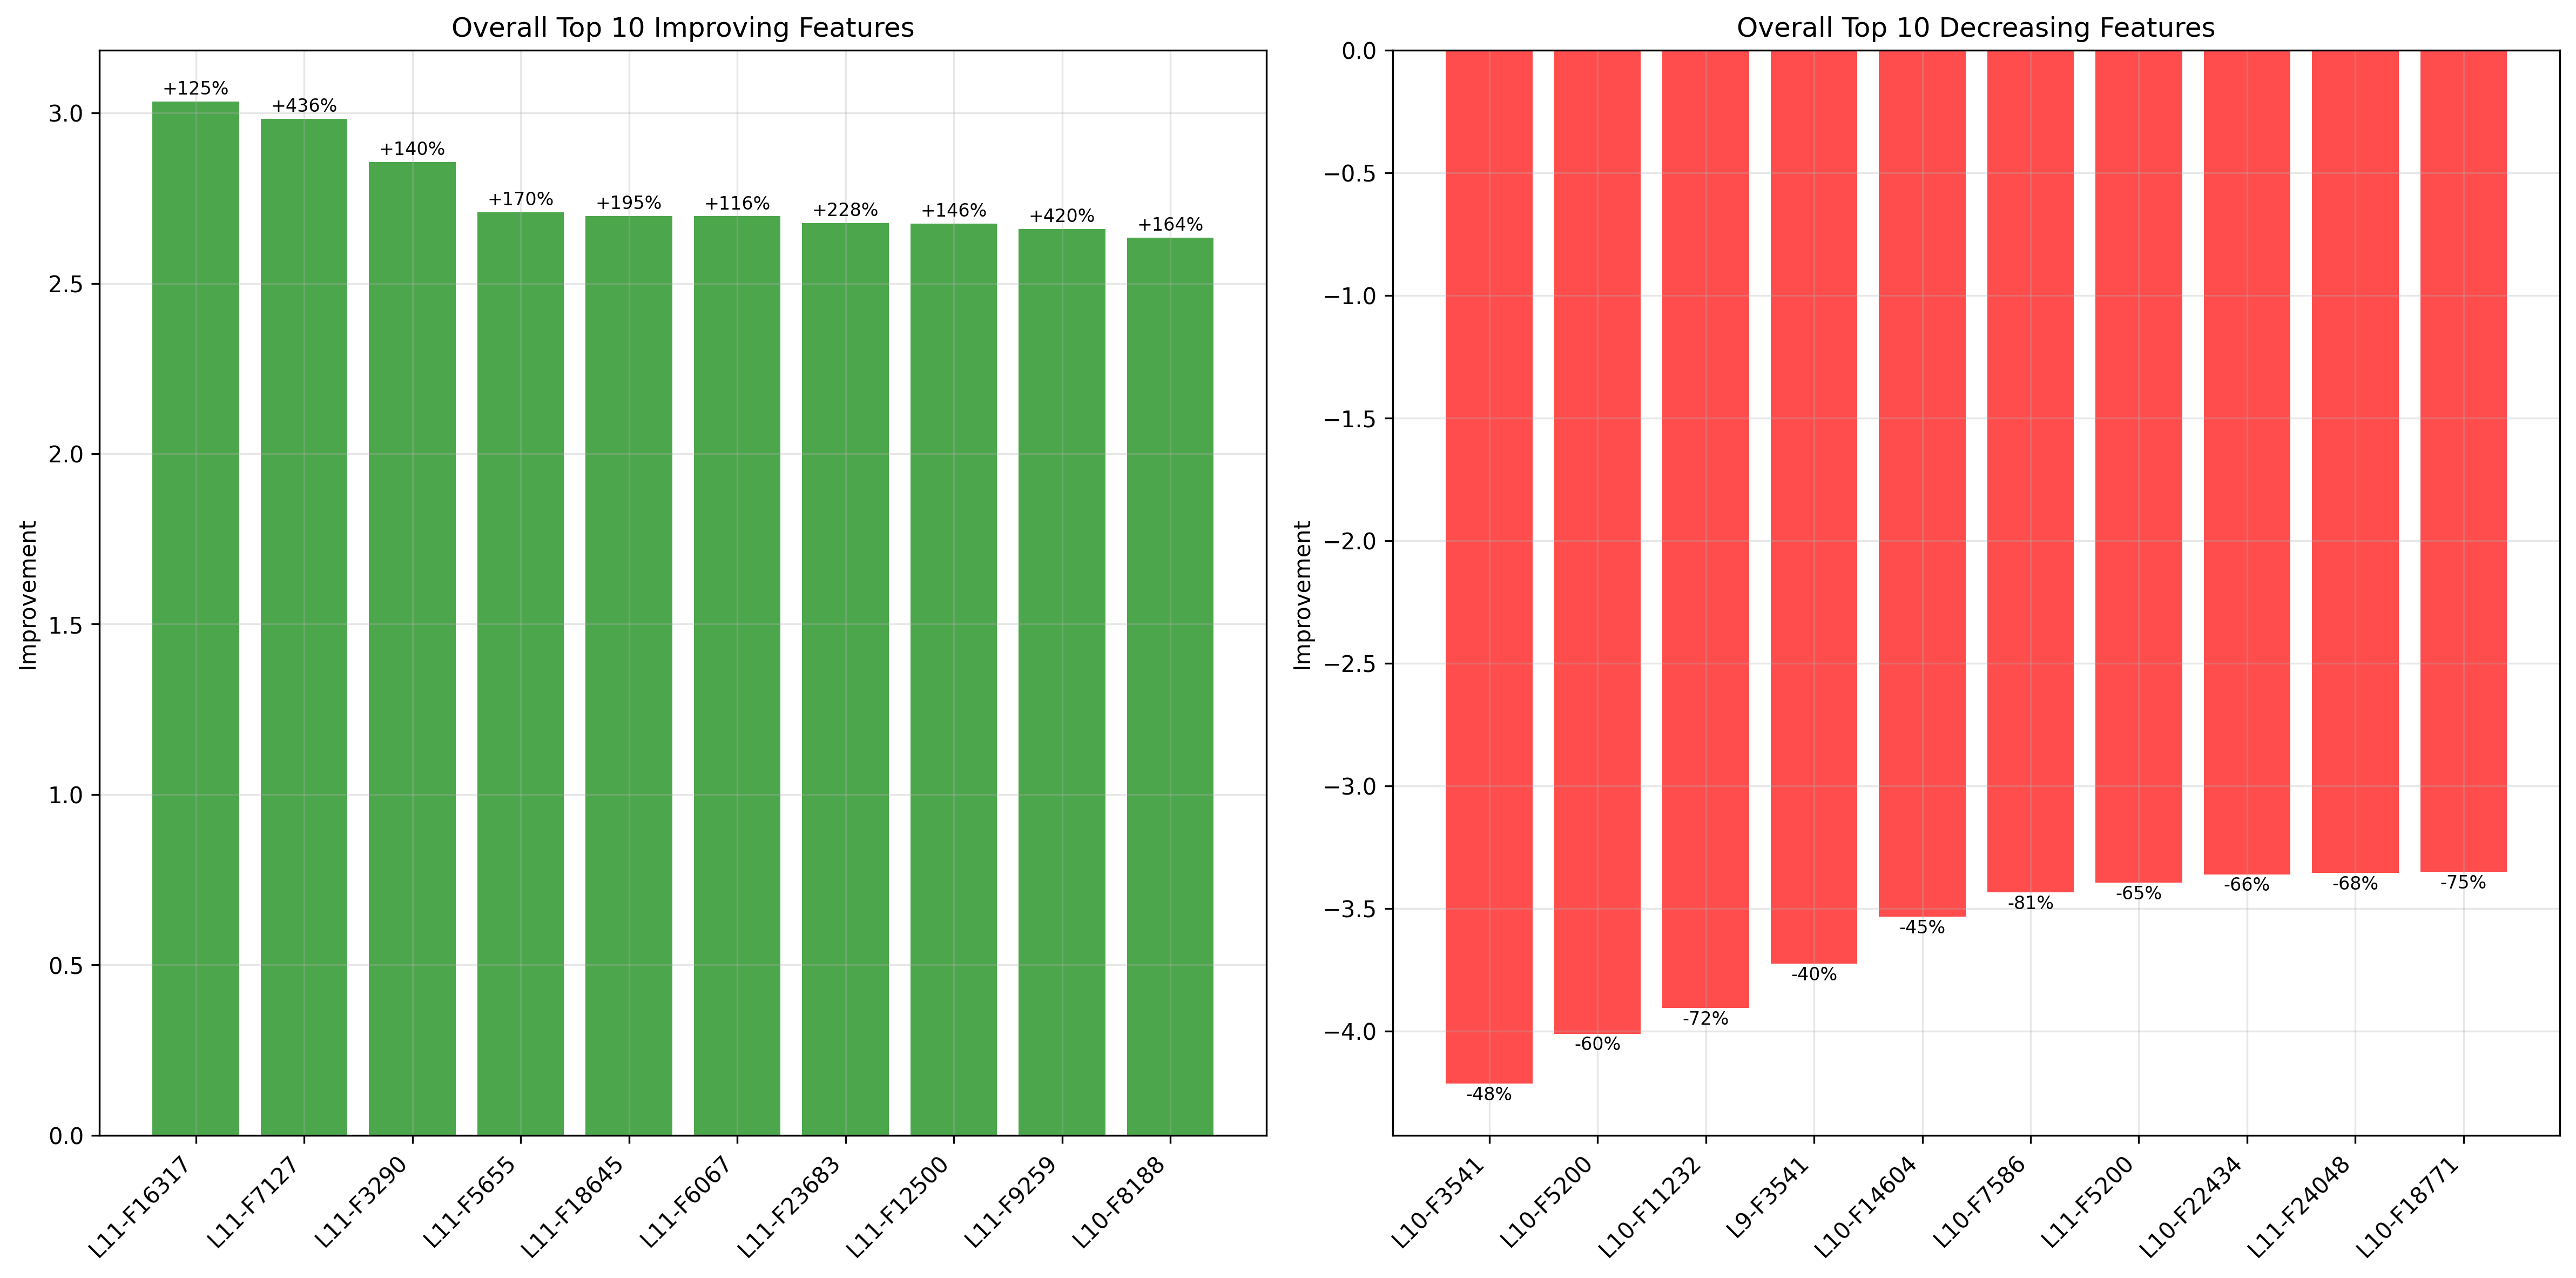 Overall Top 10 Improving Features
Improvement
3.0
2.5
2.0
1.5
1.0
0.5
0.0
+125%
+436%
+140%
+170%
+195%
+116%
+228%
+146%
+420%
+164%
L11-F16317
L11-F7127
L11-F3290
L11-F5655
L11-F18645
L11-F6067
L11-F23683
L11-F12500
L11-F9259
L10-F8188
Overall Top 10 Decreasing Features
Improvement
0.0
−0.5
−1.0
−1.5
−2.0
−2.5
−3.0
−3.5
−4.0
-48%
-60%
-72%
-40%
-45%
-81%
-65%
-66%
-68%
-75%
L10-F3541
L10-F5200
L10-F11232
L9-F3541
L10-F14604
L10-F7586
L11-F5200
L10-F22434
L11-F24048
L10-F18771